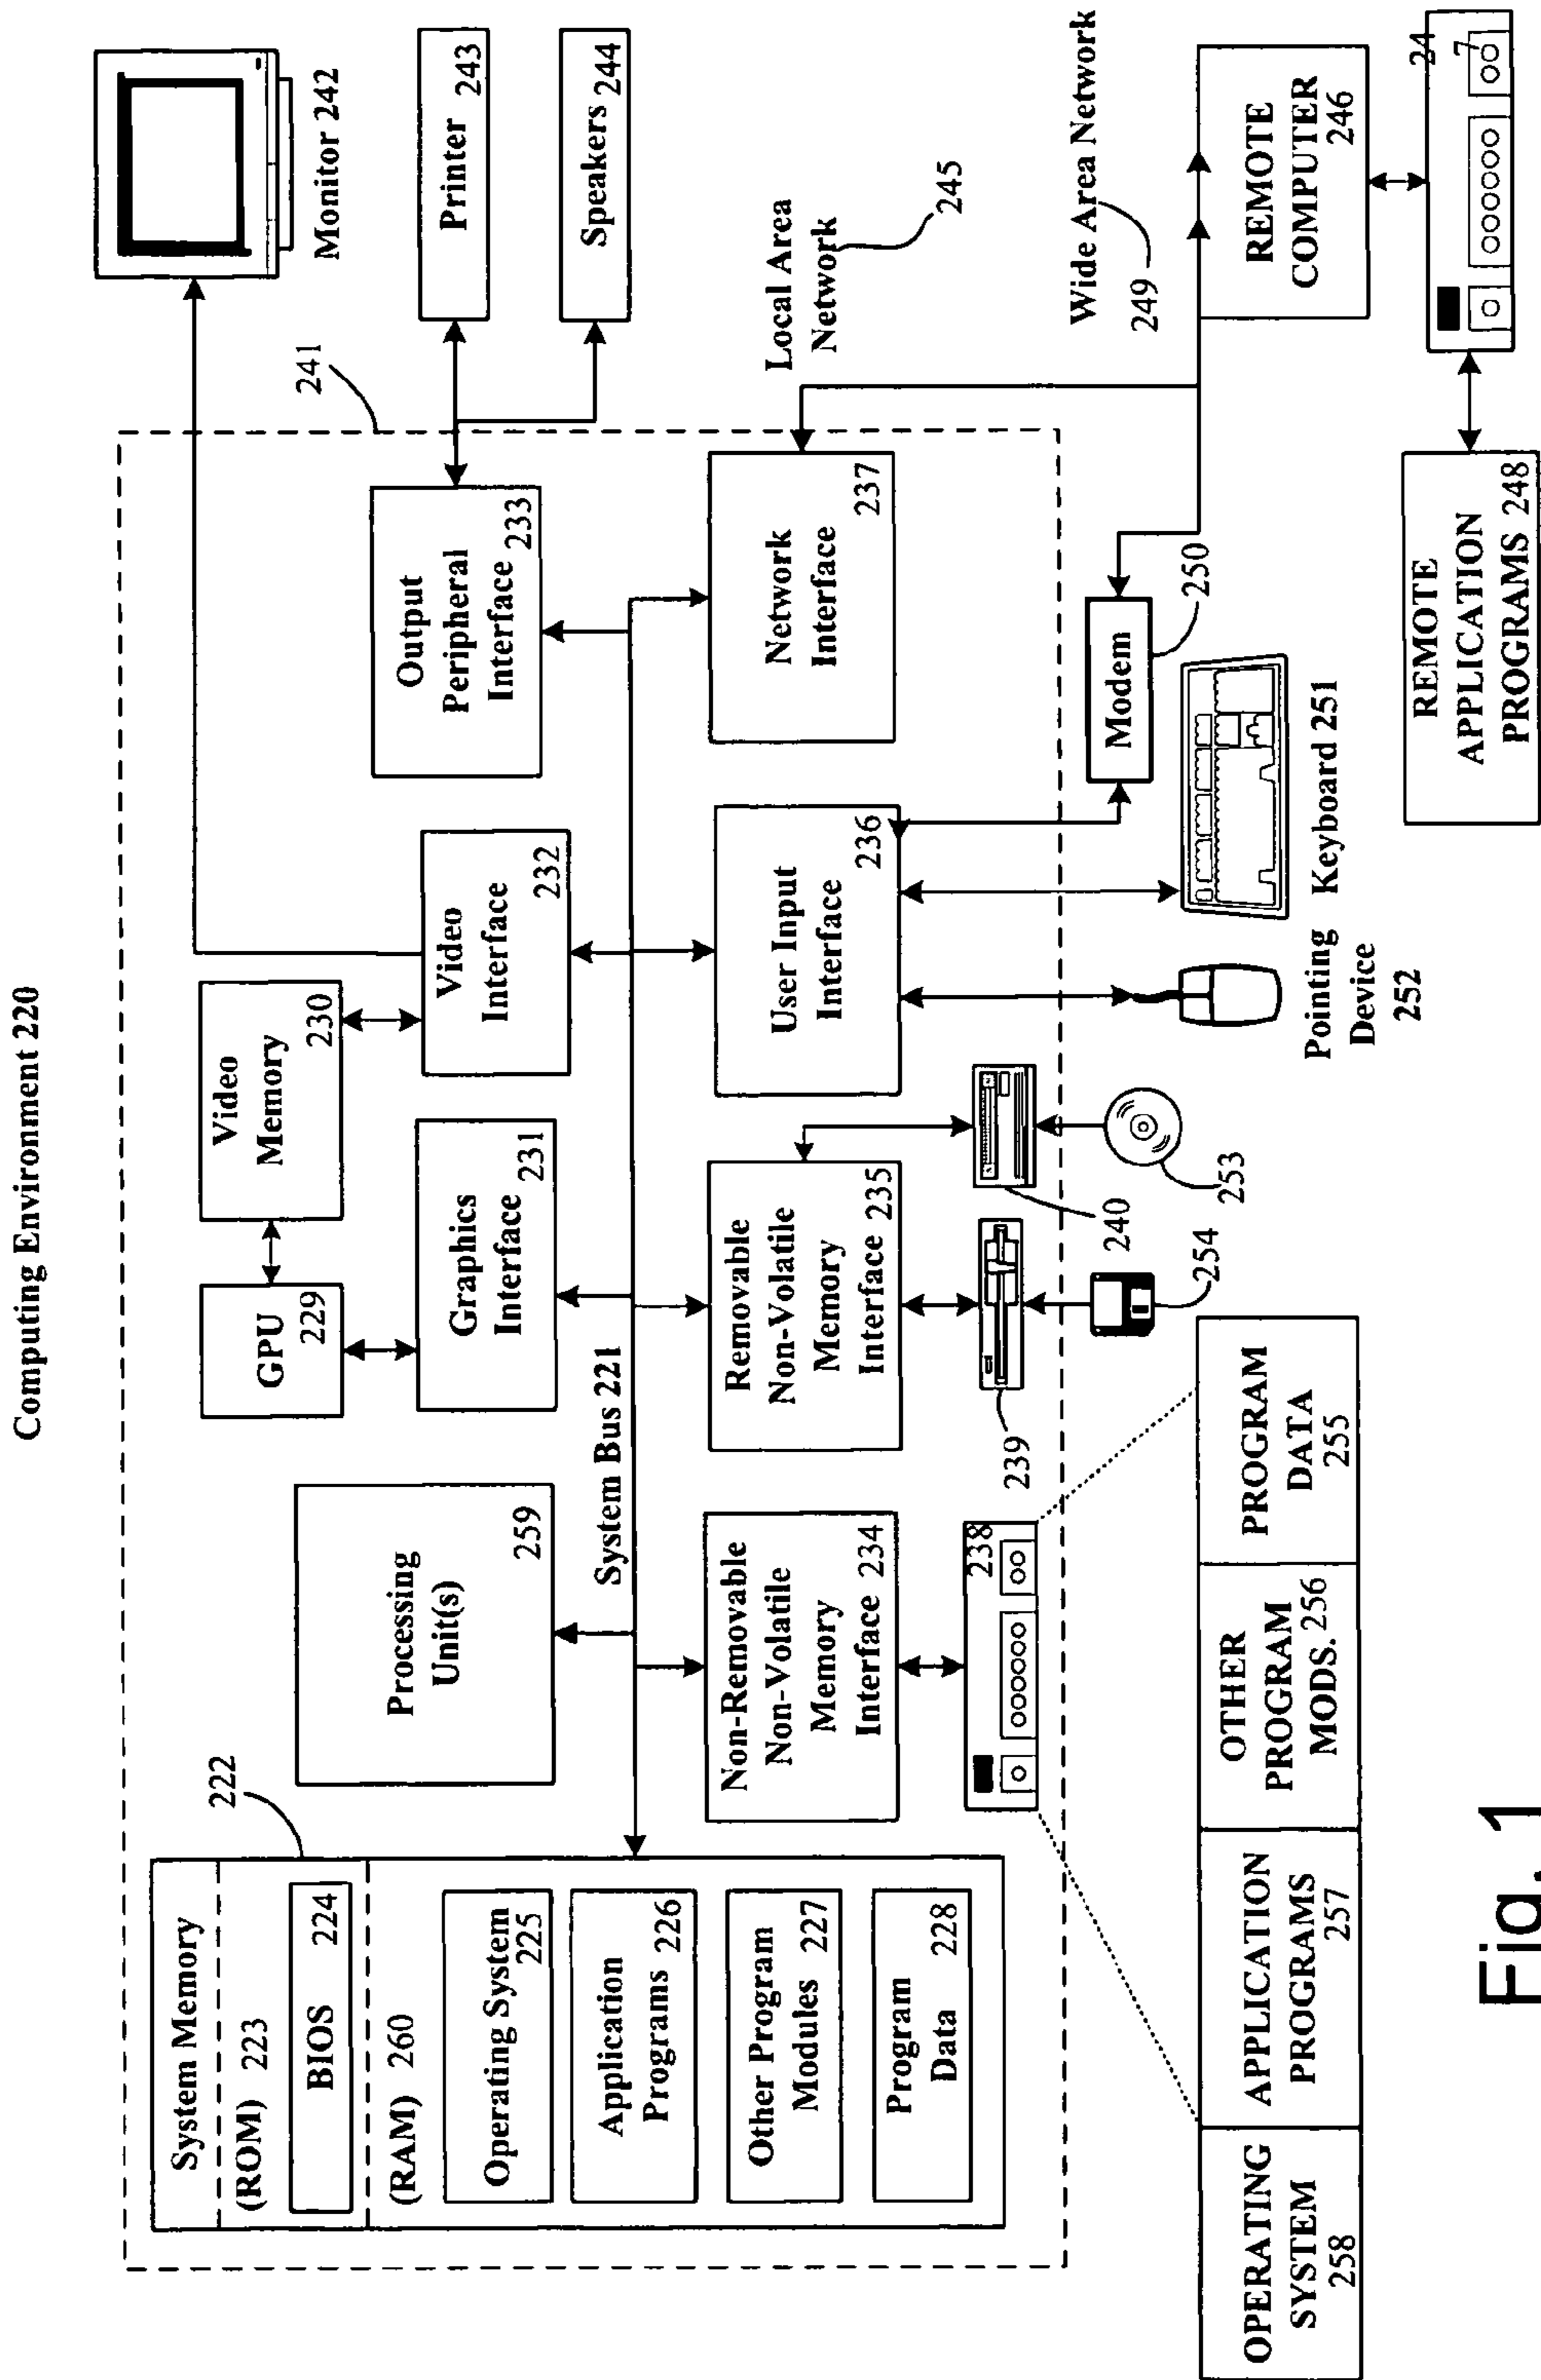 Computing Environment 220
System Memory
(ROM) 223
BIOS 224
(RAM) 260
Operating System
225
Application
Programs 226
Other Program
Modules 227
Program
Data 228
222
Processing
Unit(s)
259
System Bus 221
GPU
229
Video
Memory
230
Graphics
Interface
231
Video
Interface
232
Output
Peripheral
Interface 233
241
Monitor 242
Printer 243
Speakers 244
Non-Removable
Non-Volatile
Memory
Interface 234
Removable
Non-Volatile
Memory
Interface 235
User Input
Interface
236
Network
Interface
237
Local Area
Network
245
238
239
240
254
253
Pointing
Device
252
Keyboard 251
Modem
250
Wide Area Network
249
REMOTE
COMPUTER
246
24
7
REMOTE
APPLICATION
PROGRAMS 248
OPERATING
SYSTEM
258
APPLICATION
PROGRAMS
257
OTHER
PROGRAM
MODS. 256
PROGRAM
DATA
255
Fig. 1